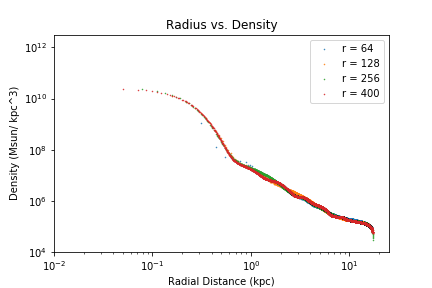 Radius vs. Density
10^12
10^10
10^8
10^6
10^4
Density (Msun/ kpc^3)
r = 64
r = 128
r = 256
r = 400
10^-2
10^-1
10^0
10^1
Radial Distance (kpc)